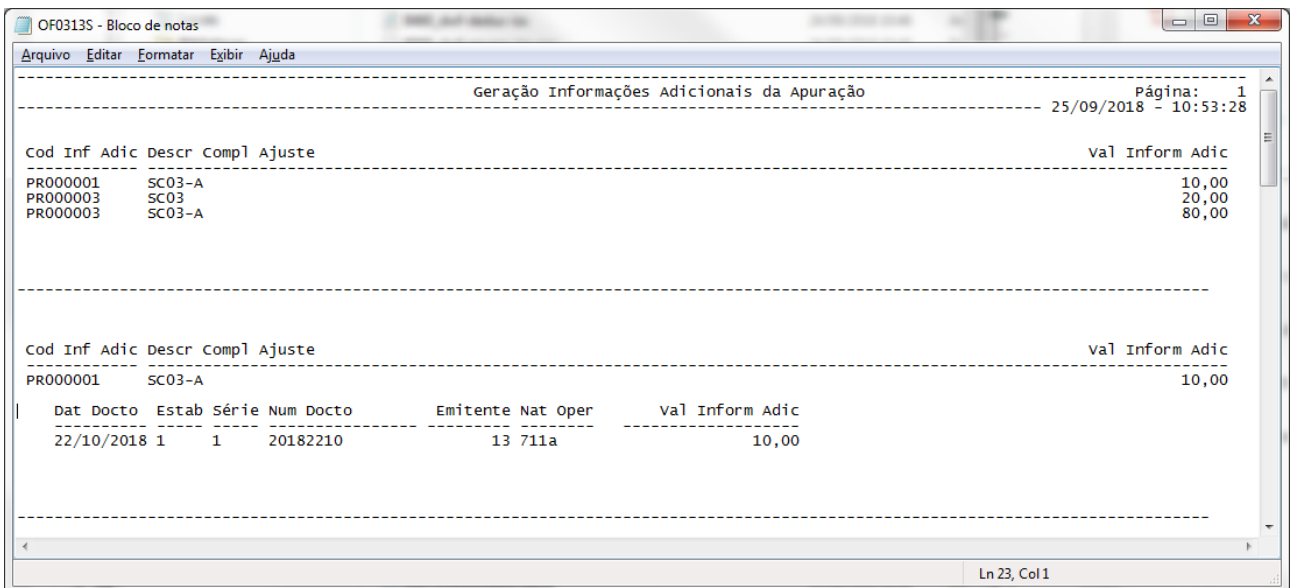 OF0313S - Bloco de notas
Arquivo Editar Formatar Exibir Ajuda
--------------------------------------------------------------------------------
Geração Informações Adicionais da Apuração Página: 1
-------------------------------------------------------------------------------- 25/09/2018 - 10:53:28
Cod Inf Adic Descr Compl Ajuste Val Inform Adic
------------ --------------------------------------------------------------------------------
PR000001 SC03-A 10,00
PR000003 SC03 20,00
PR000003 SC03-A 80,00
--------------------------------------------------------------------------------
Cod Inf Adic Descr Compl Ajuste Val Inform Adic
------------ --------------------------------------------------------------------------------
PR000001 SC03-A 10,00
Dat Docto Estab Série Num Docto Emitente Nat Oper Val Inform Adic
---------- ----- ----- ---------------- --------- -------- -------------------
22/10/2018 1 1 20182210 13 711a 10,00
--------------------------------------------------------------------------------
Ln 23, Col 1